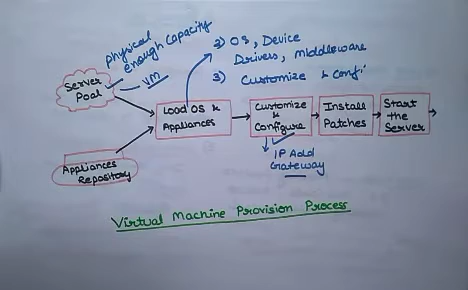 Physical
enough capacity
VM
2) OS, Device
Drivers, Middleware
3) Customize & Confi
Server
Pool
Load OS &
Appliances
Customize
&
Configure
Install
Patches
Start
the
Server
Appliances
Repository
IP Add
Gateway
Virtual Machine Provision Process